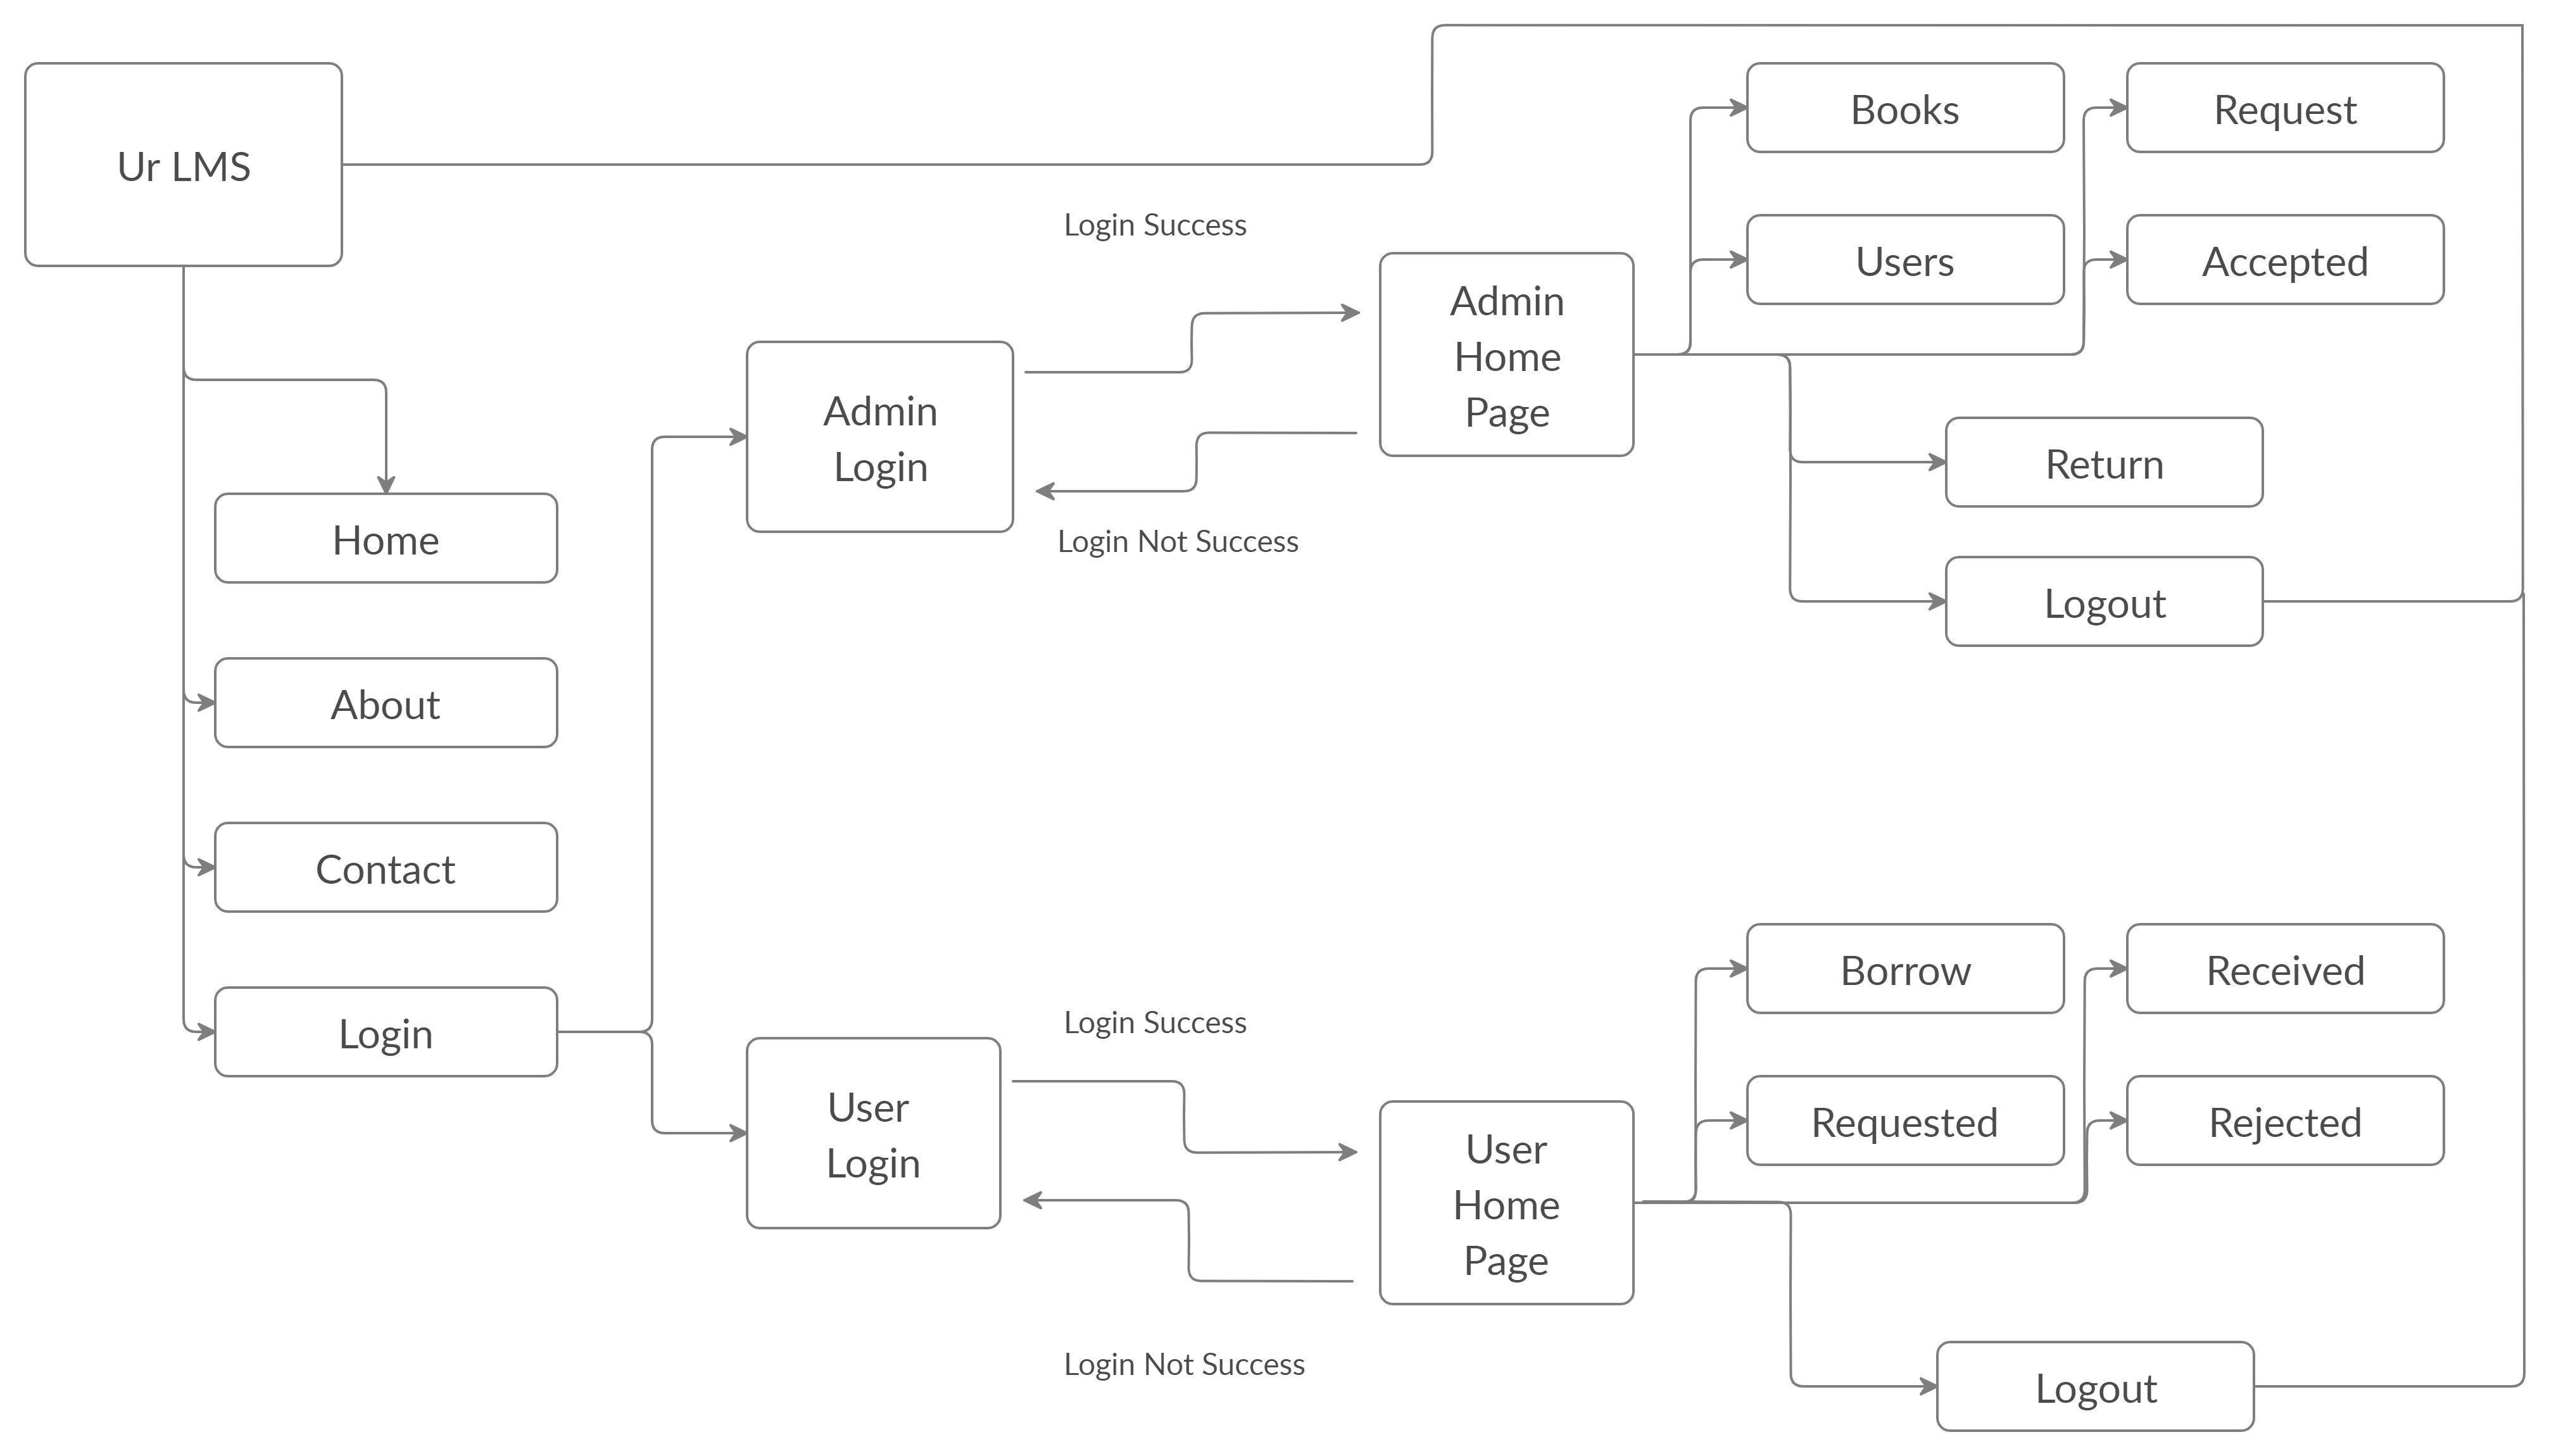 Ur LMS
Books
Request
Login Success
Users
Accepted
Admin
Home
Page
Admin
Login
Return
Login Not Success
Home
Logout
About
Contact
Login
Borrow
Received
Login Success
User
Login
Requested
Rejected
User
Home
Page
Login Not Success
Logout